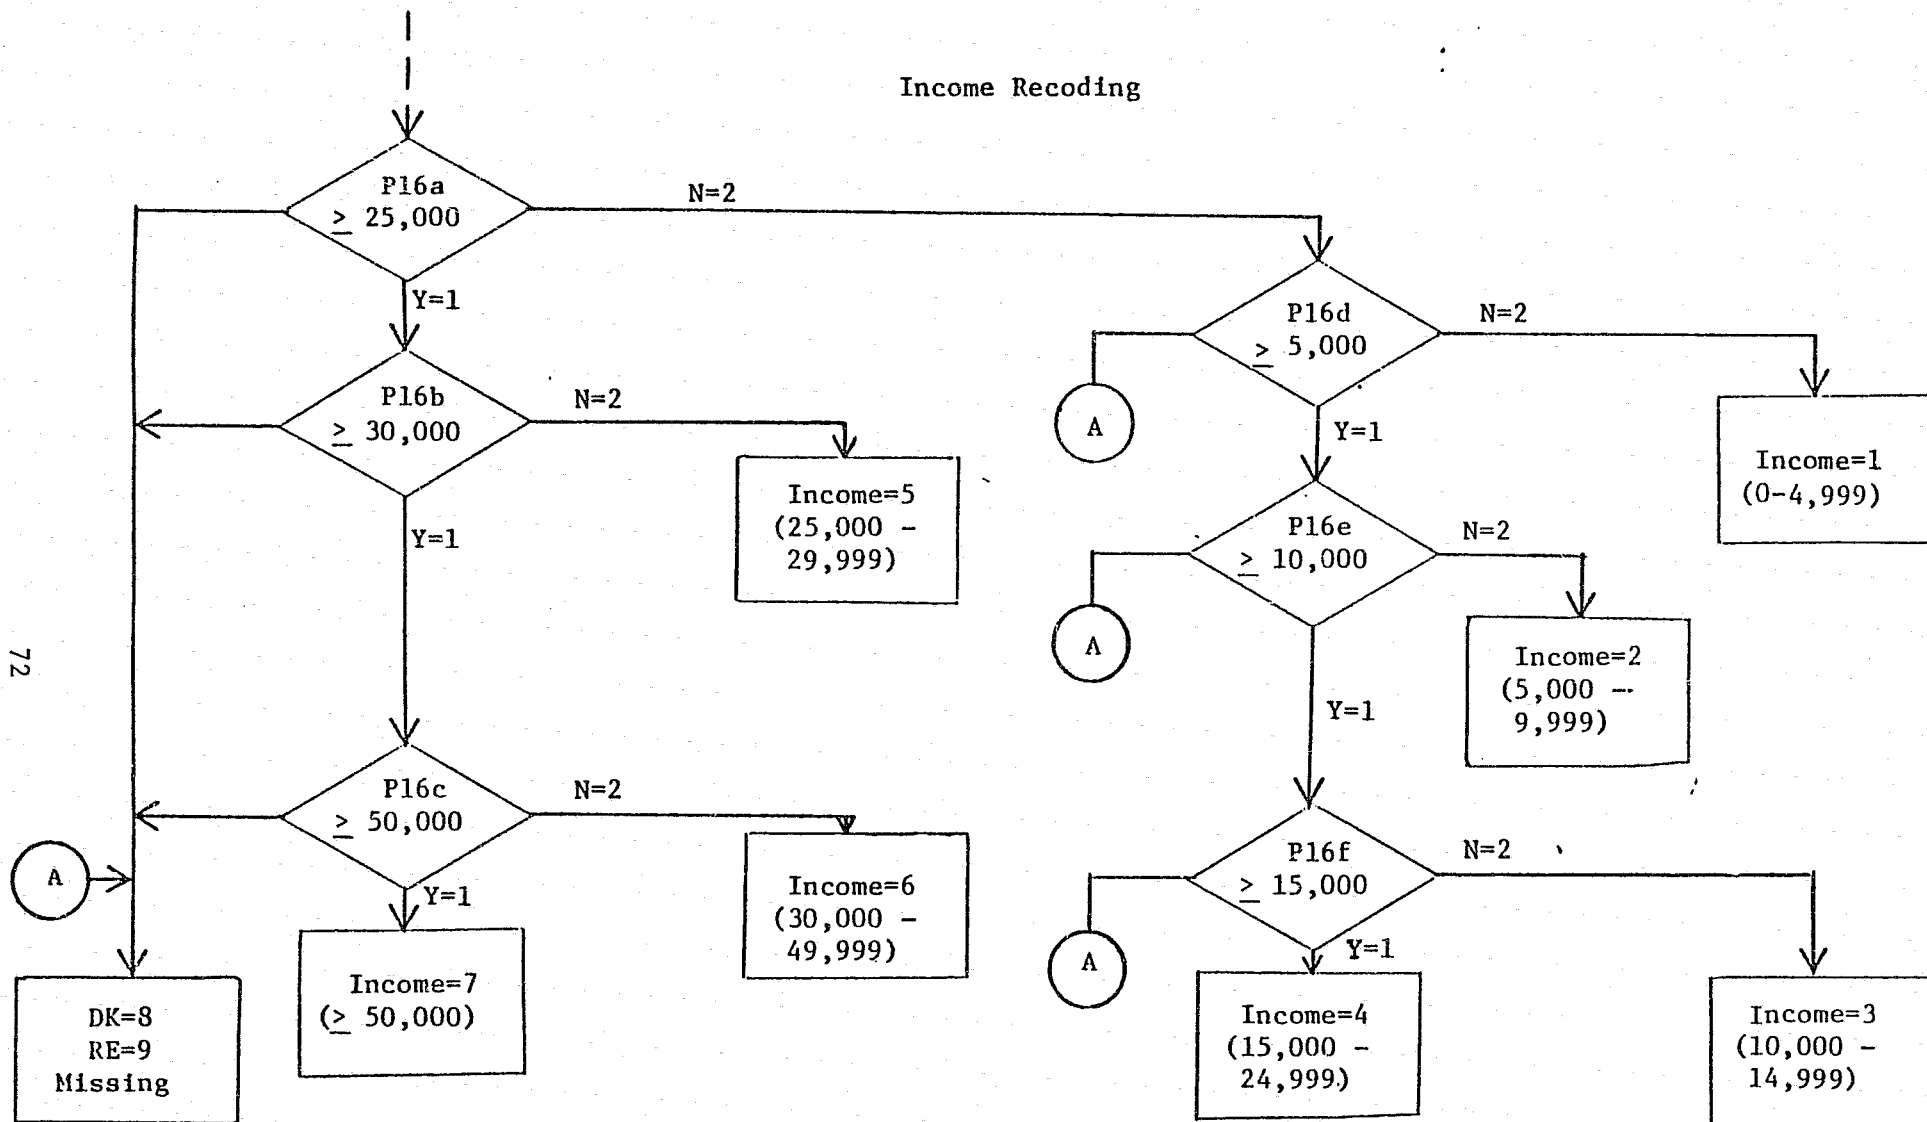 Income Recoding
P16a
≥ 25,000
N=2
Y=1
P16b
≥ 30,000
N=2
Income=5
(25,000 –
29,999)
Y=1
P16c
≥ 50,000
N=2
Income=6
(30,000 –
49,999)
Y=1
Income=7
(≥ 50,000)
A
DK=8
RE=9
Missing
P16d
≥ 5,000
N=2
Income=1
(0-4,999)
A
Y=1
P16e
≥ 10,000
N=2
Income=2
(5,000 –
9,999)
A
Y=1
P16f
≥ 15,000
N=2
Income=3
(10,000 –
14,999)
A
Y=1
Income=4
(15,000 –
24,999)
72